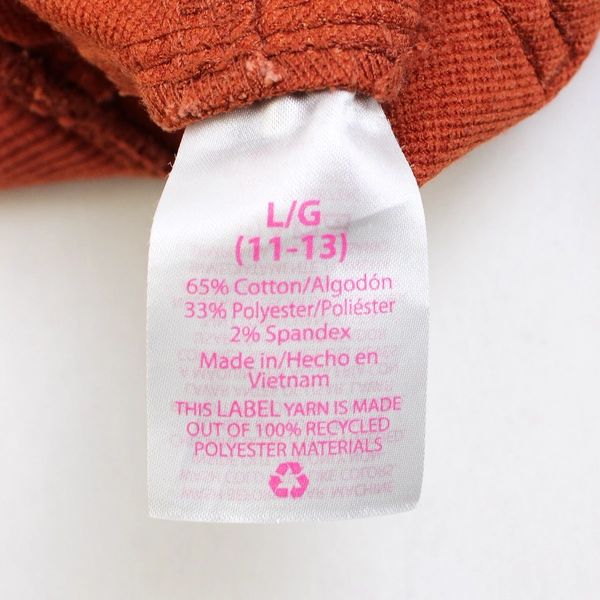 L/G
(11-13)
65% Cotton/Algodón
33% Polyester/Poliéster
2% Spandex
Made in/Hecho en
Vietnam
THIS LABEL YARN IS MADE
OUT OF 100% RECYCLED
POLYESTER MATERIALS